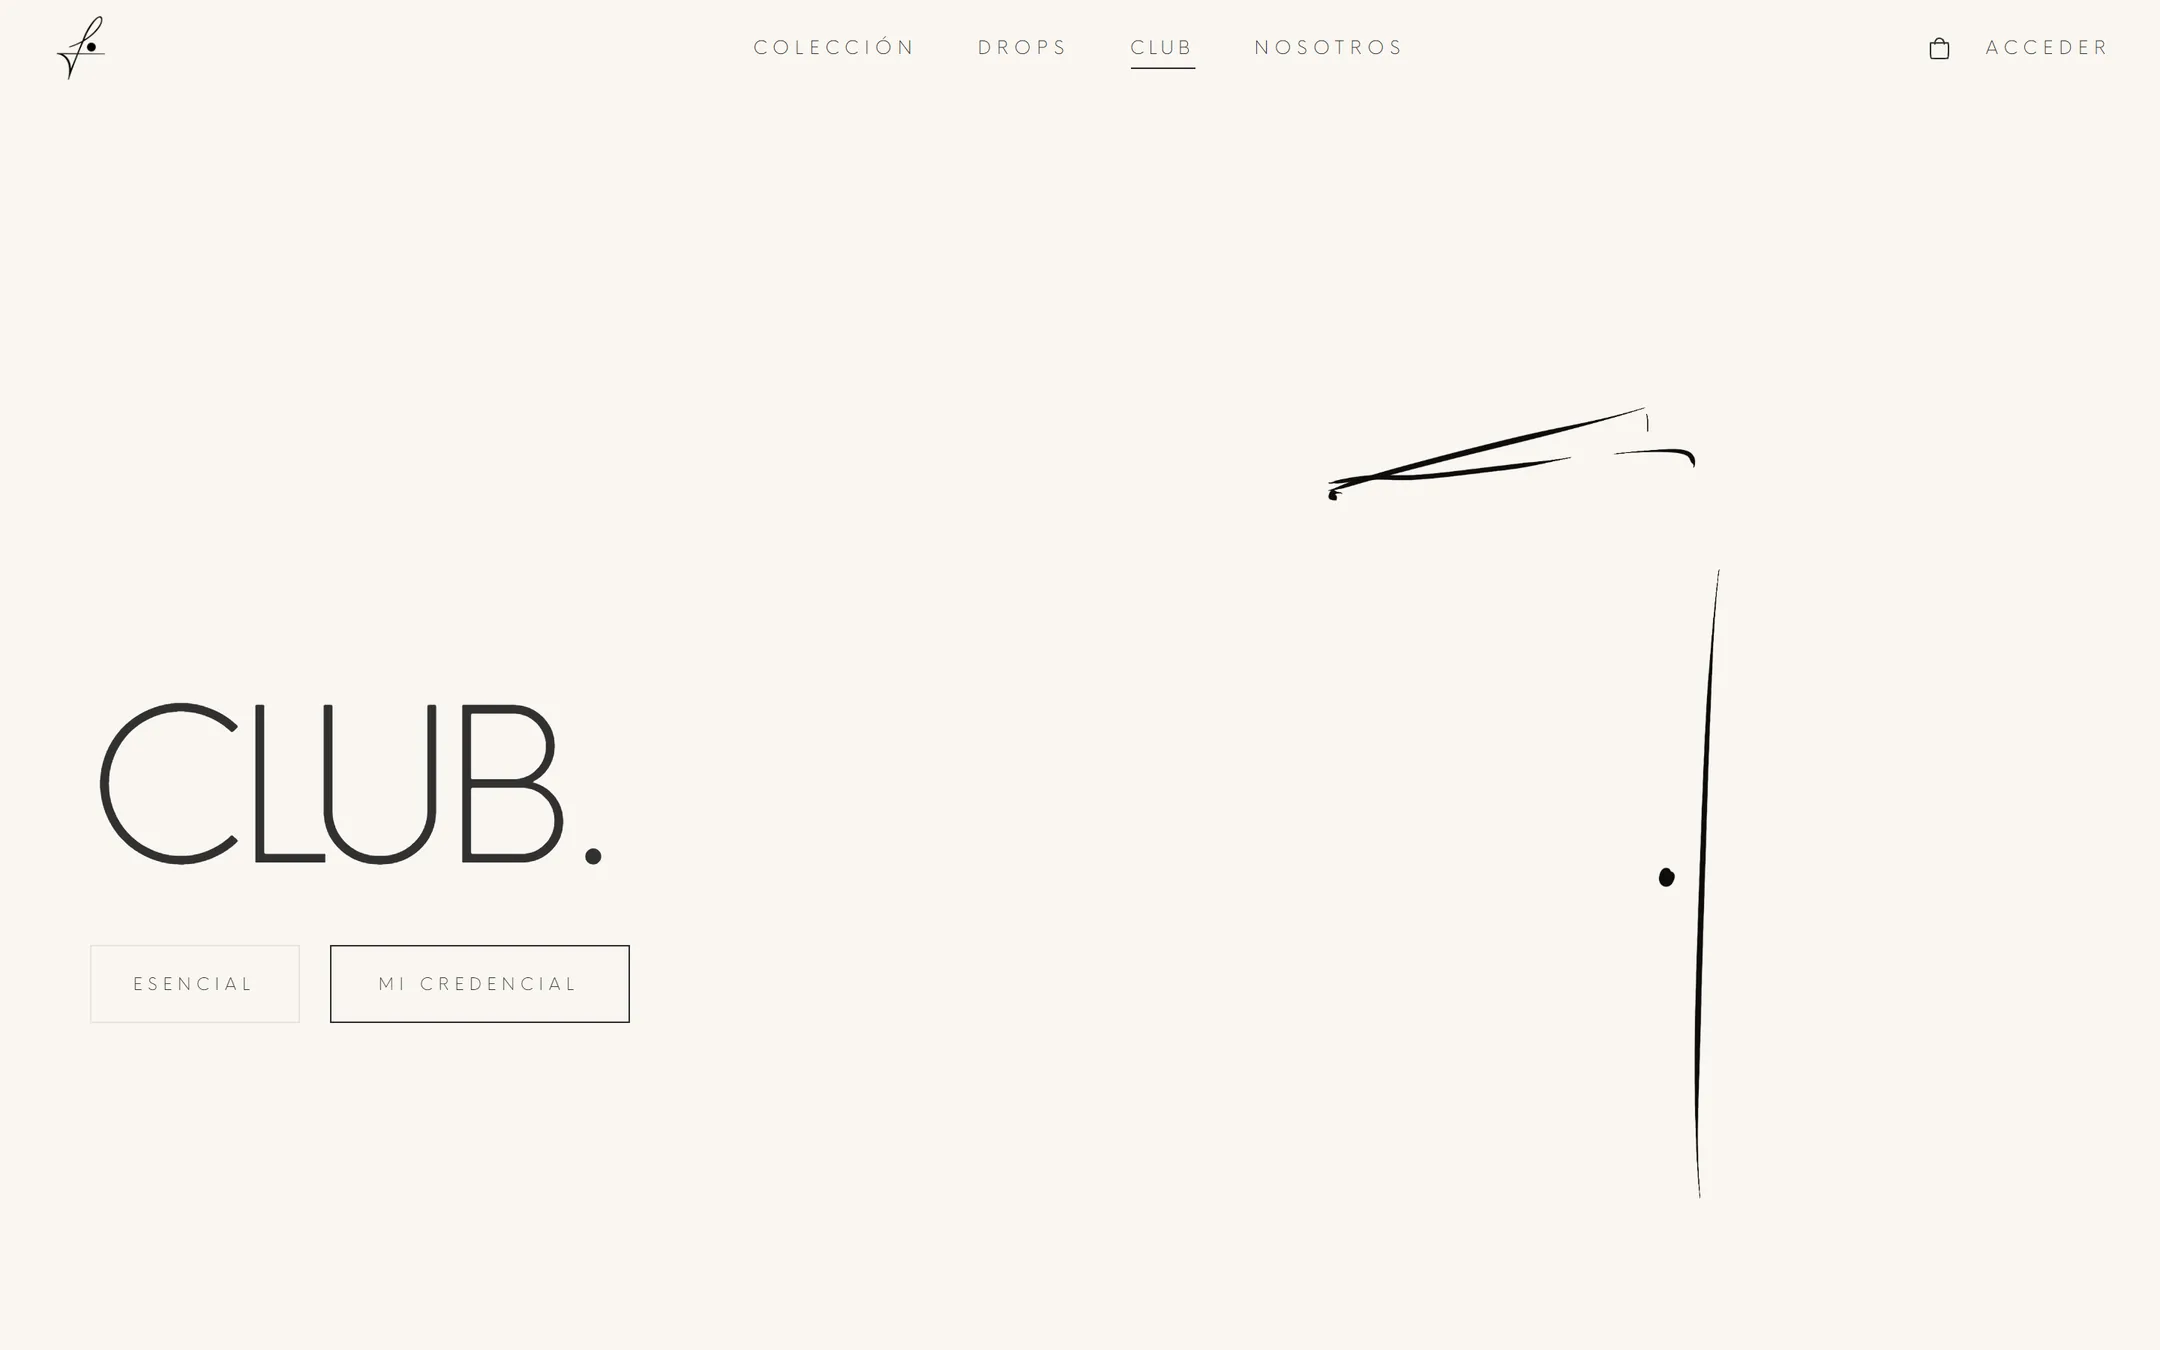 COLECCIÓN DROPS CLUB NOSOTROS ACCEDER
CLUB.
ESENCIAL MI CREDENCIAL